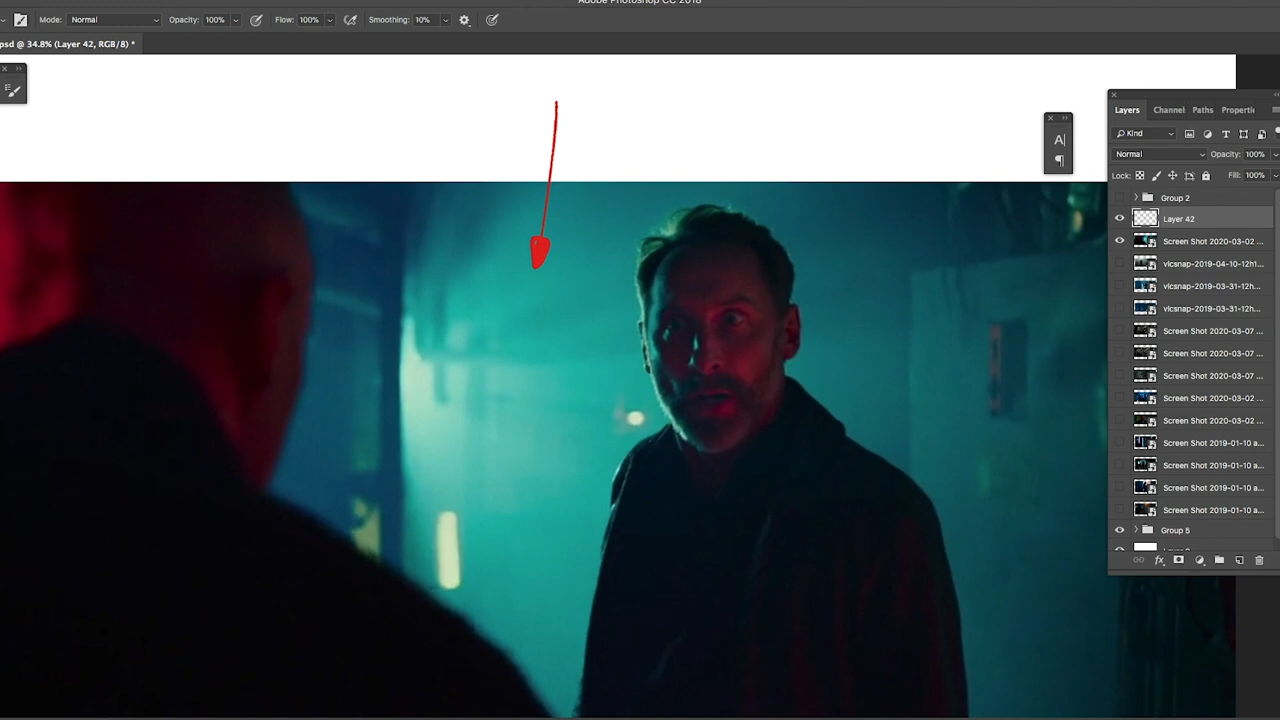 Adobe Photoshop CC 2018
Mode: Normal Opacity: 100% Flow: 100% Smoothing: 10%
psd @ 34.8% (Layer 42, RGB/8) *
A
Layers Channel Paths Properti
Kind
Normal Opacity: 100%
Lock: Fill: 100%
Group 2
Layer 42
Screen Shot 2020-03-02 ...
vlcsnap-2019-04-10-12h1...
vlcsnap-2019-03-31-12h...
vlcsnap-2019-03-31-12h...
Screen Shot 2020-03-07 ...
Screen Shot 2020-03-07 ...
Screen Shot 2020-03-07 ...
Screen Shot 2020-03-02 ...
Screen Shot 2020-03-02 ...
Screen Shot 2019-01-10 a...
Screen Shot 2019-01-10 a...
Screen Shot 2019-01-10 a...
Screen Shot 2019-01-10 a...
Group 5
fx